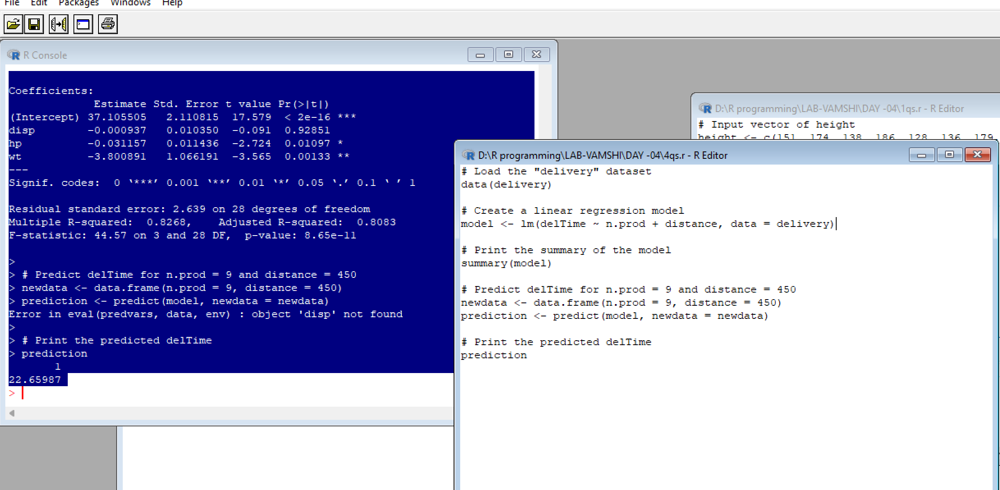 File Edit Packages Windows Help
R Console
Coefficients:
Estimate Std. Error t value Pr(>|t|)
(Intercept) 37.105505 2.110815 17.579 < 2e-16 ***
disp -0.000937 0.010350 -0.091 0.92851
hp -0.031157 0.011436 -2.724 0.01097 *
wt -3.800891 1.066191 -3.565 0.00133 **
---
Signif. codes: 0 ‘***’ 0.001 ‘**’ 0.01 ‘*’ 0.05 ‘.’ 0.1 ‘ ’ 1
Residual standard error: 2.639 on 28 degrees of freedom
Multiple R-squared: 0.8268, Adjusted R-squared: 0.8083
F-statistic: 44.57 on 3 and 28 DF, p-value: 8.65e-11
>
> # Predict delTime for n.prod = 9 and distance = 450
> newdata <- data.frame(n.prod = 9, distance = 450)
> prediction <- predict(model, newdata = newdata)
Error in eval(predvars, data, env) : object 'disp' not found
>
> # Print the predicted delTime
> prediction
1
22.65987
>
D:\R programming\LAB-VAMSHI\DAY -04\1qs.r - R Editor
# Input vector of height
height <- c(151, 174, 138, 186, 128, 136, 179,
D:\R programming\LAB-VAMSHI\DAY -04\4qs.r - R Editor
# Load the "delivery" dataset
data(delivery)
# Create a linear regression model
model <- lm(delTime ~ n.prod + distance, data = delivery)
# Print the summary of the model
summary(model)
# Predict delTime for n.prod = 9 and distance = 450
newdata <- data.frame(n.prod = 9, distance = 450)
prediction <- predict(model, newdata = newdata)
# Print the predicted delTime
prediction